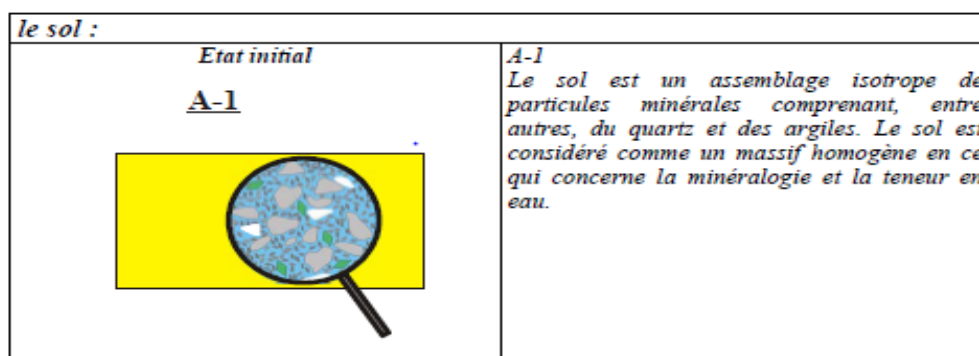 le sol :
Etat initial
A-1
A-1
Le sol est un assemblage isotrope de
particules minérales comprenant, entre
autres, du quartz et des argiles. Le sol est
considéré comme un massif homogène en ce
qui concerne la minéralogie et la teneur en
eau.